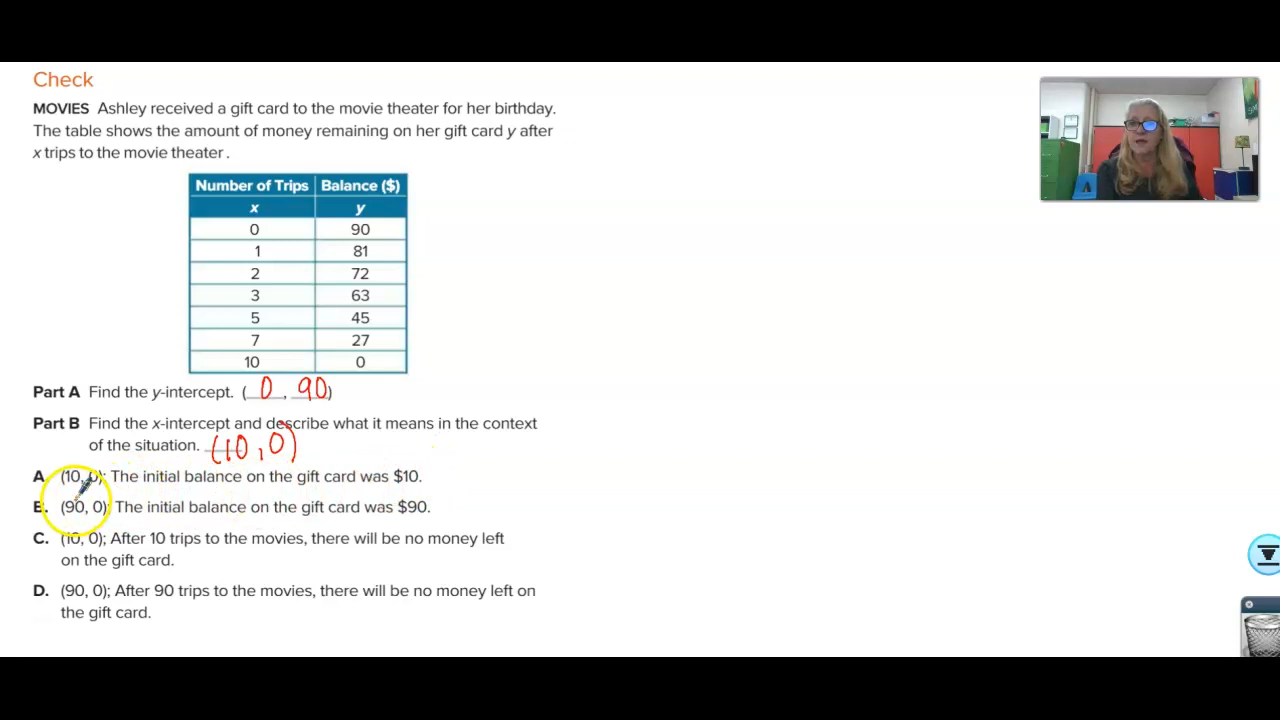 Check
MOVIES Ashley received a gift card to the movie theater for her birthday.
The table shows the amount of money remaining on her gift card y after
x trips to the movie theater.
Number of Trips Balance ($)
x y
0 90
1 81
2 72
3 63
5 45
7 27
10 0
Part A Find the y-intercept. ( 0 , 90 )
Part B Find the x-intercept and describe what it means in the context
of the situation. (10, 0)
A (10, 0); The initial balance on the gift card was $10.
B. (90, 0); The initial balance on the gift card was $90.
C. (10, 0); After 10 trips to the movies, there will be no money left
on the gift card.
D. (90, 0); After 90 trips to the movies, there will be no money left on
the gift card.